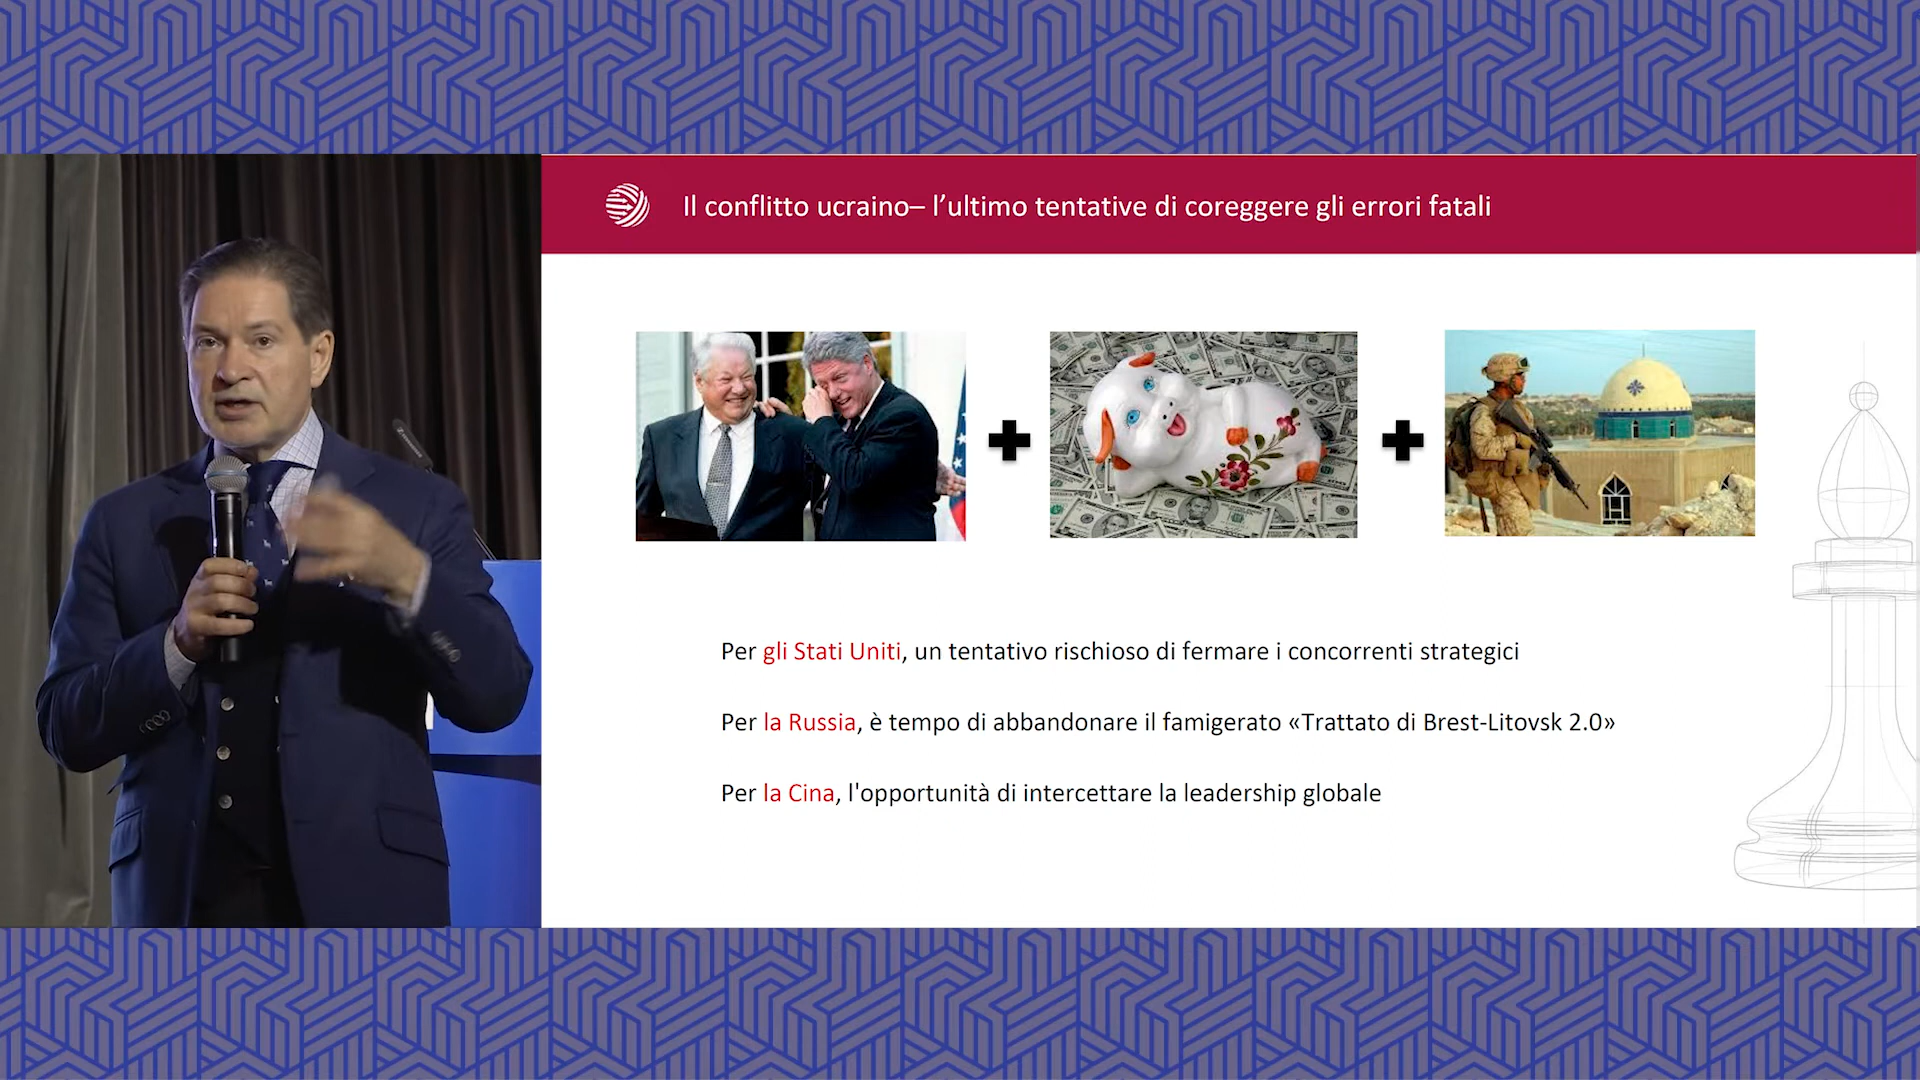 Il conflitto ucraino– l’ultimo tentative di coreggere gli errori fatali
Per gli Stati Uniti, un tentativo rischioso di fermare i concorrenti strategici
Per la Russia, è tempo di abbandonare il famigerato «Trattato di Brest-Litovsk 2.0»
Per la Cina, l'opportunità di intercettare la leadership globale